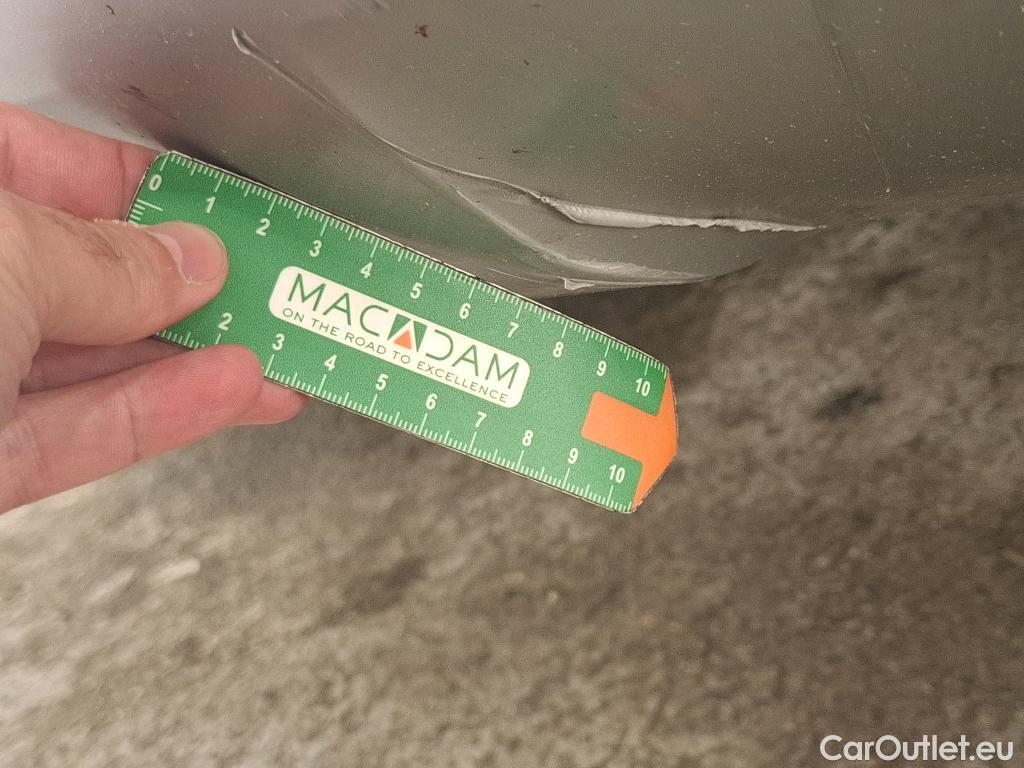 0 1 2 3 4 5 6 7 8 9 10
MACADAM
ON THE ROAD TO EXCELLENCE
2 3 4 5 6 7 8 9 10
CarOutlet.eu